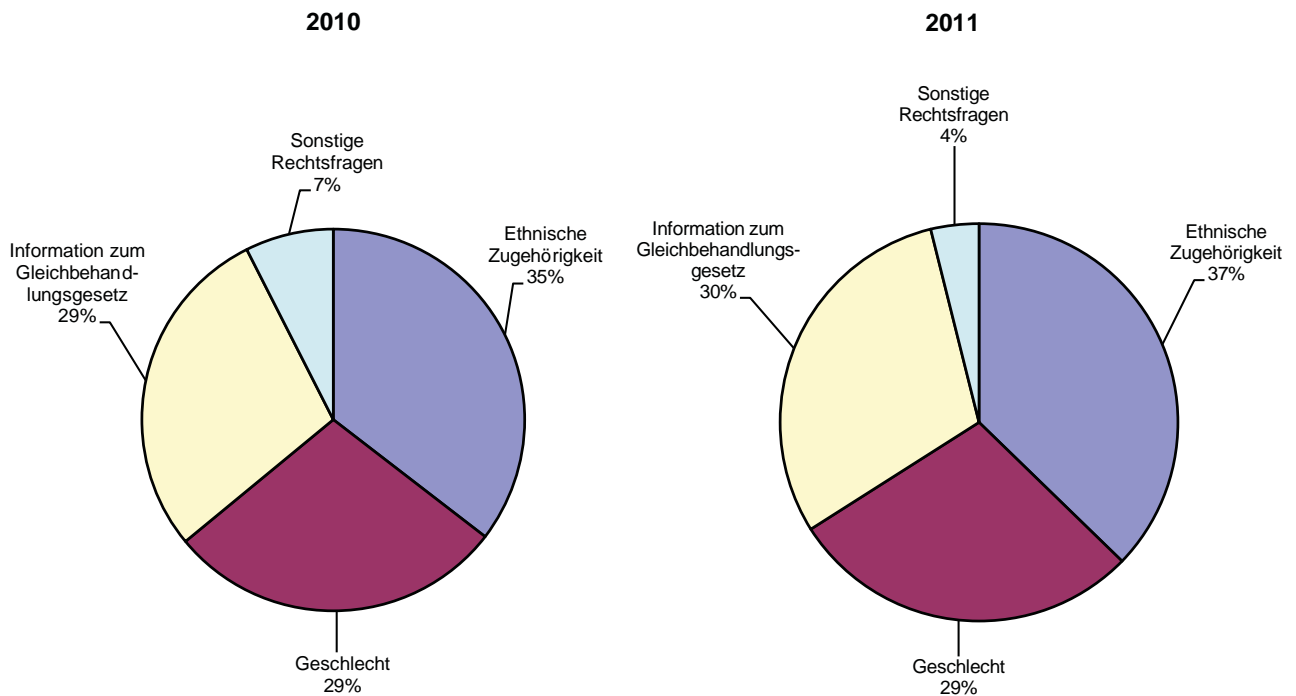 2010
Sonstige
Rechtsfragen
7%
Ethnische
Zugehörigkeit
35%
Information zum
Gleichbehand-
lungsgesetz
29%
Geschlecht
29%
2011
Sonstige
Rechtsfragen
4%
Ethnische
Zugehörigkeit
37%
Information zum
Gleichbehandlungs-
gesetz
30%
Geschlecht
29%